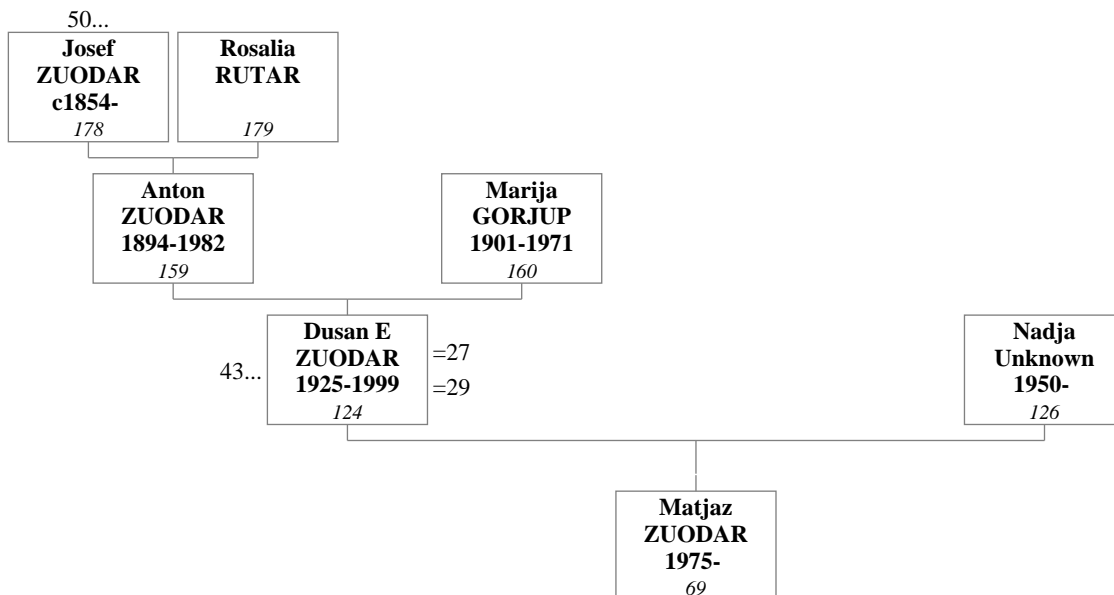 50...
Josef
ZUODAR
c1854-
178
Rosalia
RUTAR
179
Anton
ZUODAR
1894-1982
159
Marija
GORJUP
1901-1971
160
43...
Dusan E
ZUODAR
1925-1999
124
=27
=29
Nadja
Unknown
1950-
126
Matjaz
ZUODAR
1975-
69